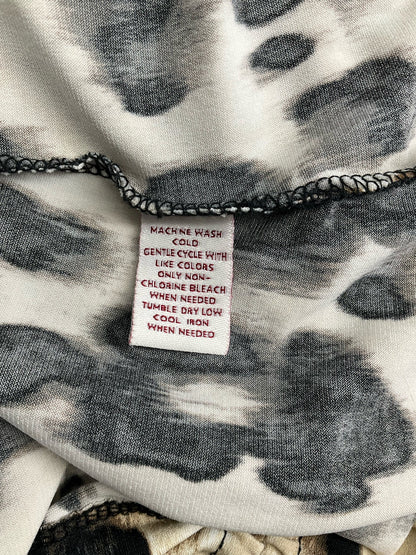 MACHINE WASH
COLD
GENTLE CYCLE WITH
LIKE COLORS
ONLY NON-
CHLORINE BLEACH
WHEN NEEDED
TUMBLE DRY LOW
COOL IRON
WHEN NEEDED